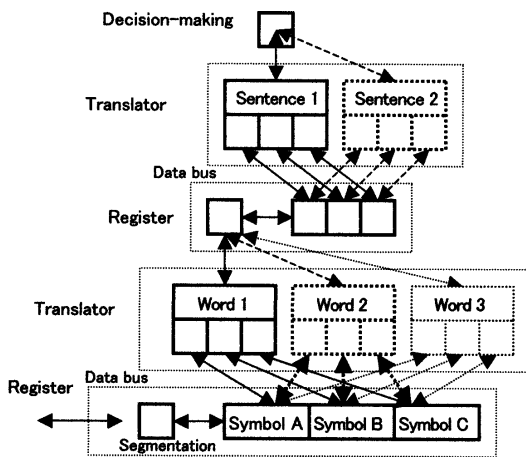 Decision-making
Sentence 1
Sentence 2
Translator
Data bus
Register
Translator
Word 1
Word 2
Word 3
Register
Data bus
Segmentation
Symbol A
Symbol B
Symbol C